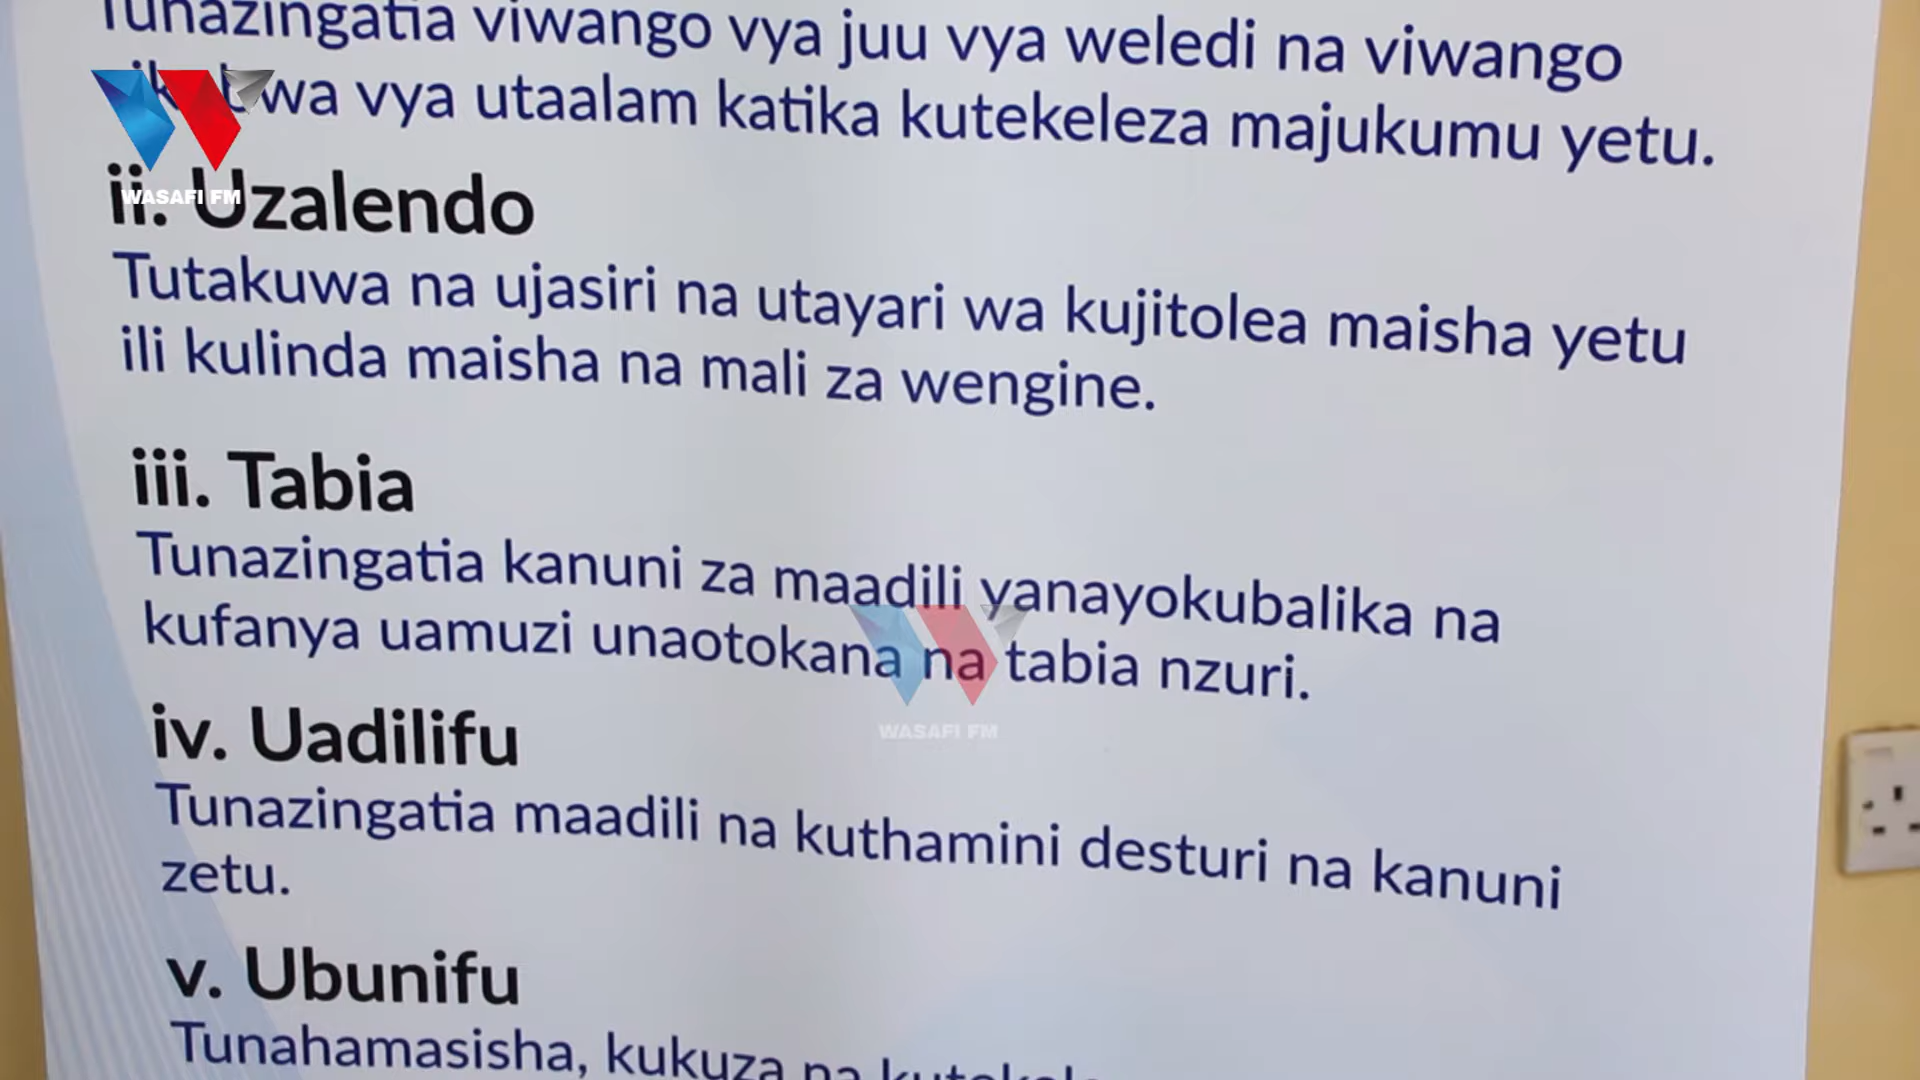 Tunazingatia viwango vya juu vya weledi na viwango
vya utaalam katika kutekeleza majukumu yetu.
WASAFI FM
ii. Uzalendo
Tutakuwa na ujasiri na utayari wa kujitolea maisha yetu
ili kulinda maisha na mali za wengine.
iii. Tabia
Tunazingatia kanuni za maadili yanayokubalika na
kufanya uamuzi unaotokana na tabia nzuri.
WASAFI FM
iv. Uadilifu
Tunazingatia maadili na kuthamini desturi na kanuni
zetu.
v. Ubunifu
Tunahamasisha, kukuza na